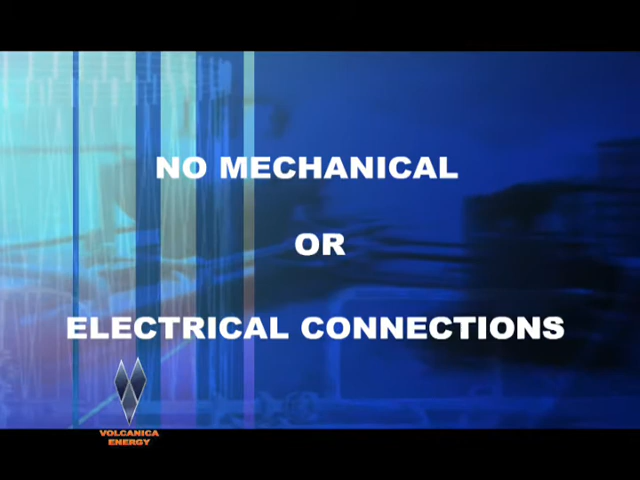 NO MECHANICAL
OR
ELECTRICAL CONNECTIONS
VOLCANICA
ENERGY